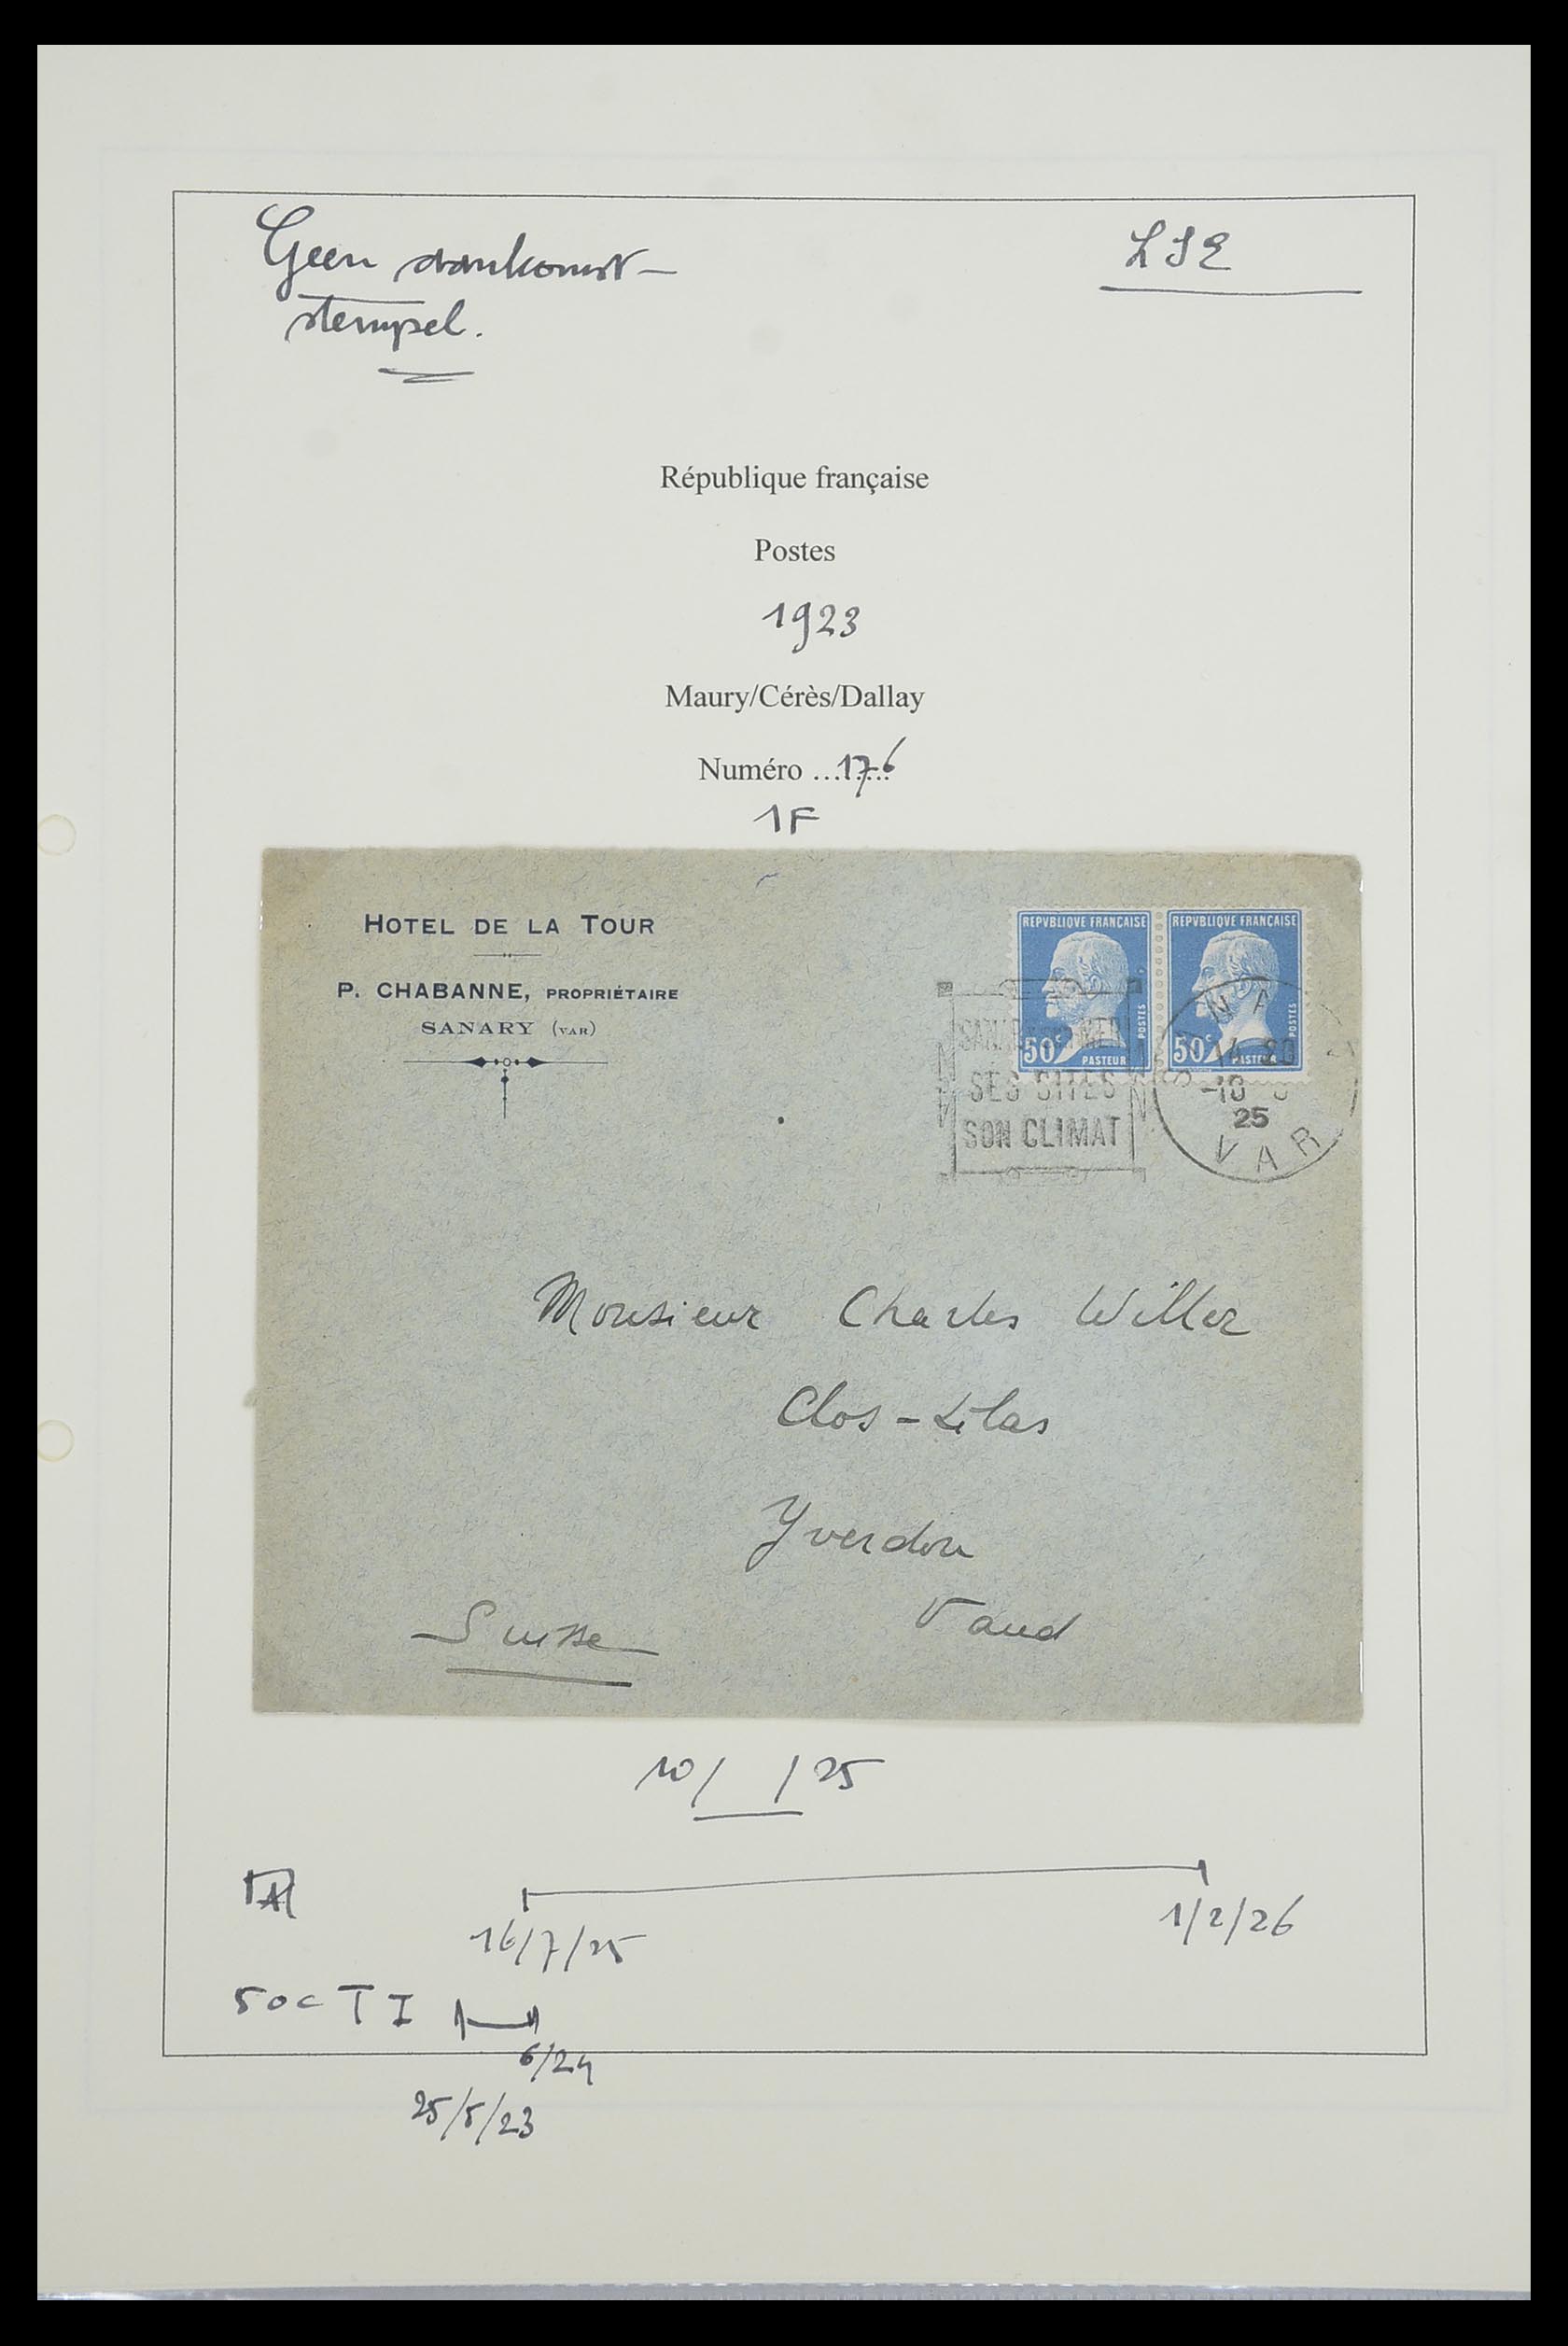 Geen aankomst-
stempel.
LSE
République française
Postes
1923
Maury/Cérès/Dallay
Numéro ...176
1F
HOTEL DE LA TOUR
P. CHABANNE, PROPRIÉTAIRE
SANARY (VAR)
REPVBLIQVE FRANÇAISE
50c
POSTES
PASTEUR
REPVBLIQVE FRANÇAISE
50c
POSTES
PASTEUR
SES SITES
SON CLIMAT
25
VAR
Monsieur Charles Willer
Clos-Lilas
Yverdon
Vaud
Suisse
10/ /25
16/7/25
1/2/26
50c T I
6/24
25/5/23